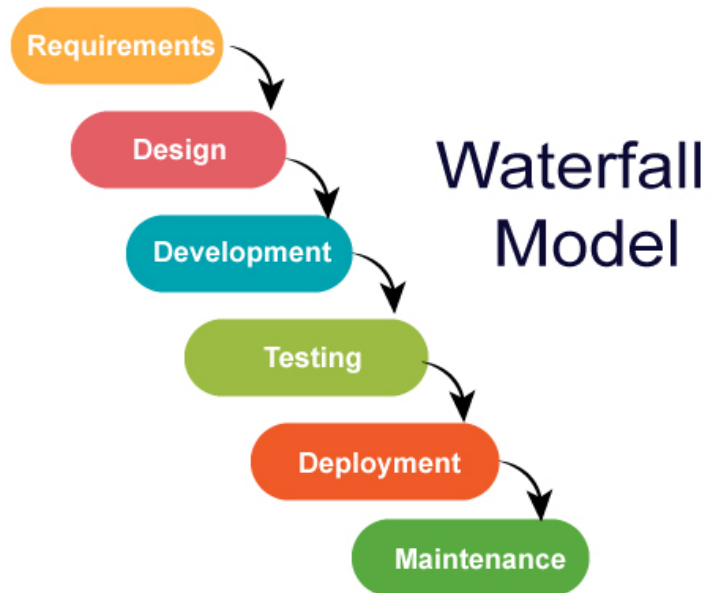 Requirements
Design
Waterfall
Model
Development
Testing
Deployment
Maintenance